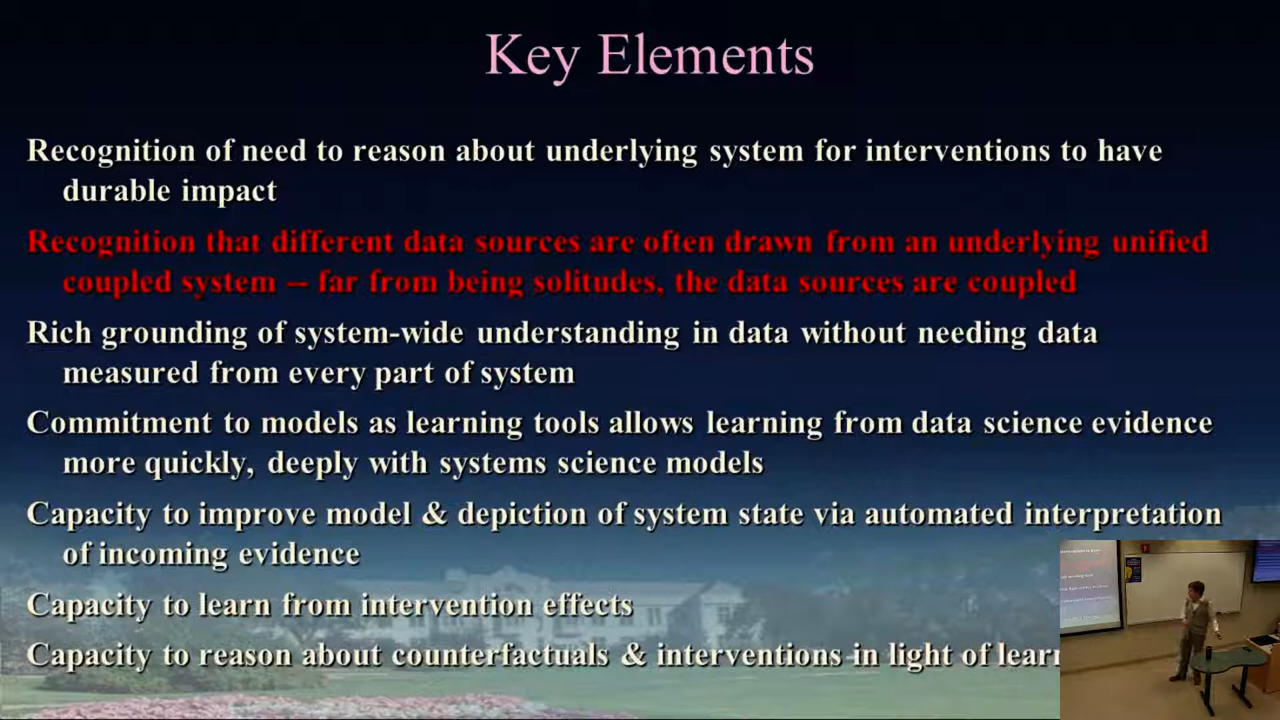 Key Elements
Recognition of need to reason about underlying system for interventions to have
durable impact
Recognition that different data sources are often drawn from an underlying unified
coupled system – far from being solitudes, the data sources are coupled
Rich grounding of system-wide understanding in data without needing data
measured from every part of system
Commitment to models as learning tools allows learning from data science evidence
more quickly, deeply with systems science models
Capacity to improve model & depiction of system state via automated interpretation
of incoming evidence
Capacity to learn from intervention effects
Capacity to reason about counterfactuals & interventions in light of